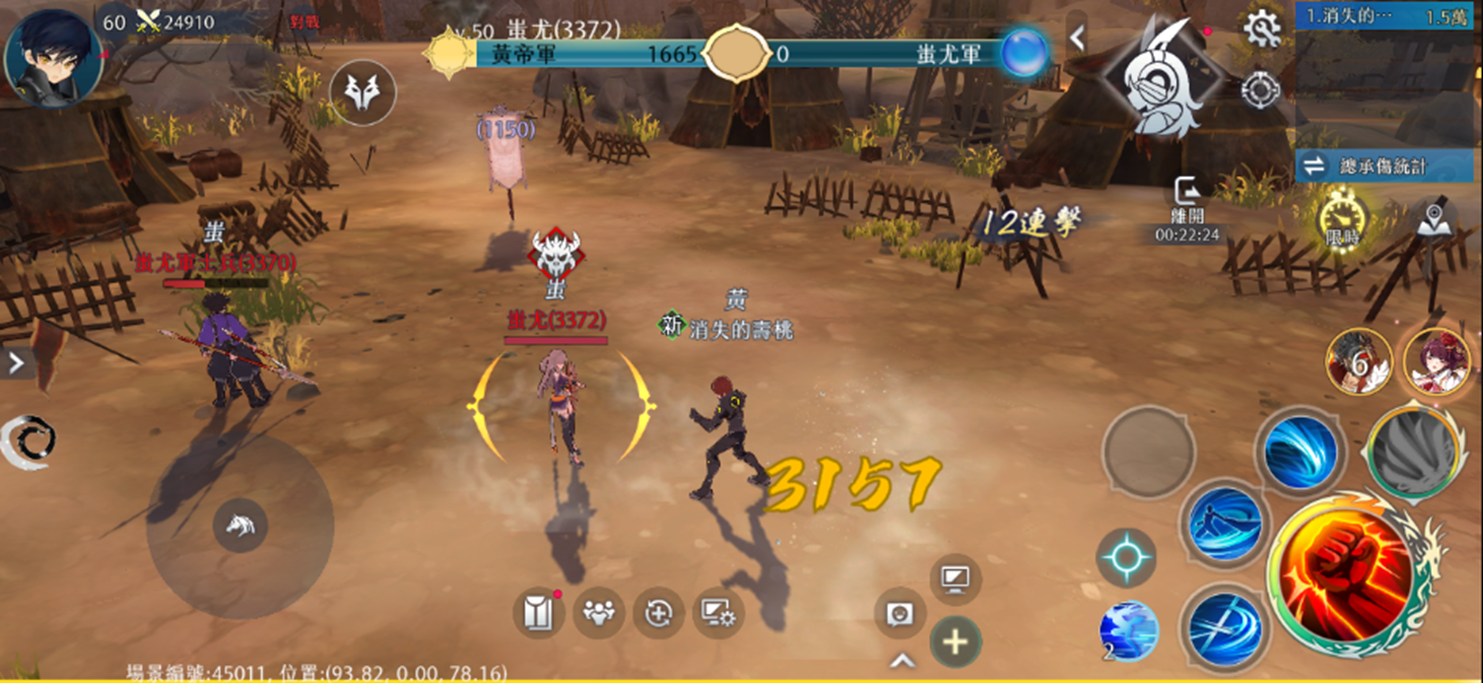 60 24910
對戰
Lv.50 蚩尤(3372)
黃帝軍 1665 0 蚩尤軍
1.消失的… 1.5萬
總承傷統計
(1150)
離開
00:22:24
限時
12連擊
蚩
蚩尤軍士兵(3370)
蚩
蚩尤(3372)
黃
新 消失的壽桃
6
3157
2
場景編號:45011, 位置:(93.82, 0.00, 78.16)